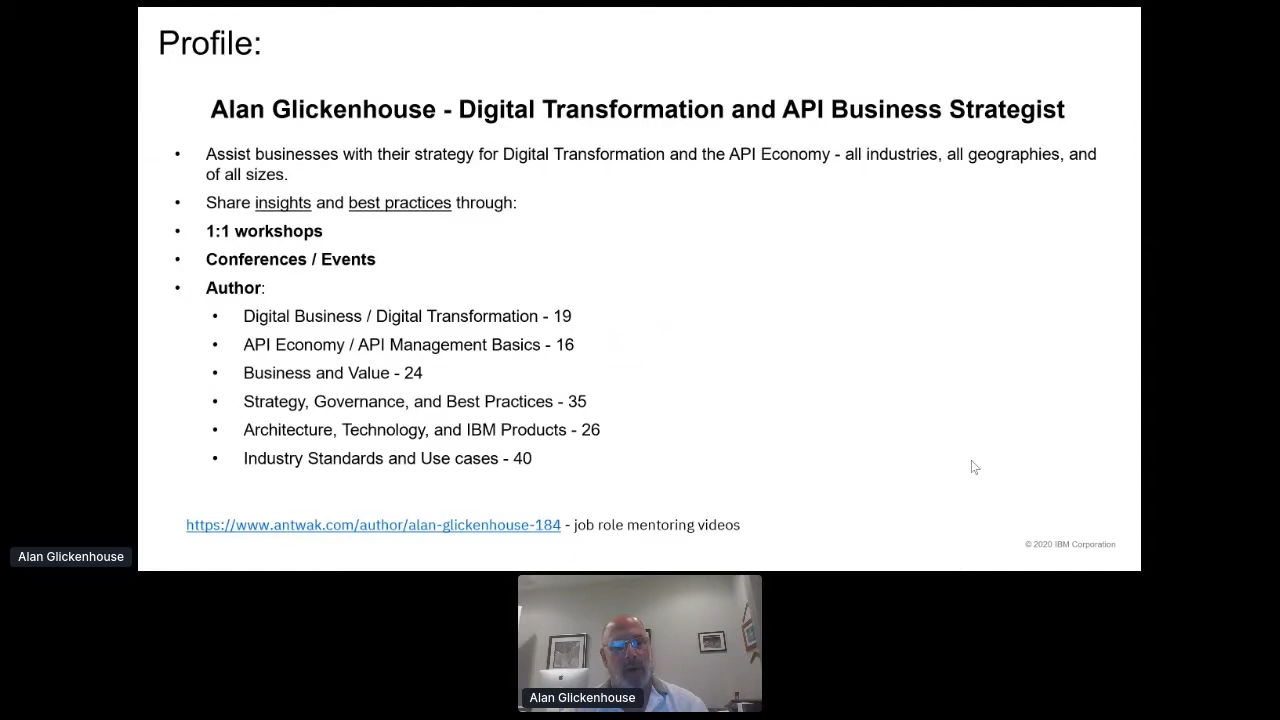 Profile:
Alan Glickenhouse - Digital Transformation and API Business Strategist
• Assist businesses with their strategy for Digital Transformation and the API Economy - all industries, all geographies, and
of all sizes.
• Share insights and best practices through:
• 1:1 workshops
• Conferences / Events
• Author:
• Digital Business / Digital Transformation - 19
• API Economy / API Management Basics - 16
• Business and Value - 24
• Strategy, Governance, and Best Practices - 35
• Architecture, Technology, and IBM Products - 26
• Industry Standards and Use cases - 40
https://www.antwak.com/author/alan-glickenhouse-184 - job role mentoring videos
© 2020 IBM Corporation
Alan Glickenhouse
Alan Glickenhouse